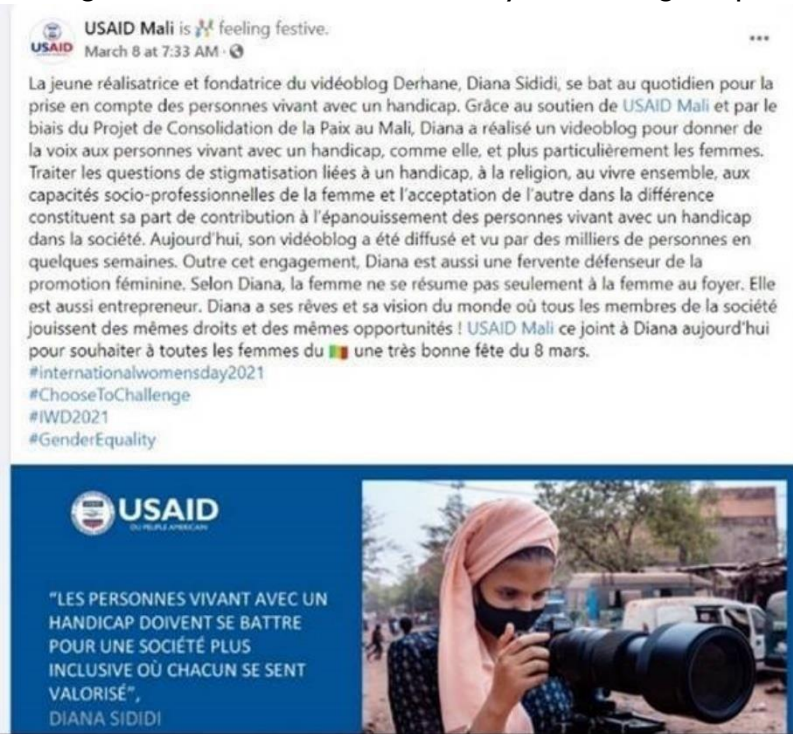 USAID Mali is feeling festive.
USAID
March 8 at 7:33 AM ·
La jeune réalisatrice et fondatrice du vidéoblog Derhane, Diana Sididi, se bat au quotidien pour la
prise en compte des personnes vivant avec un handicap. Grâce au soutien de USAID Mali et par le
biais du Projet de Consolidation de la Paix au Mali, Diana a réalisé un videoblog pour donner de
la voix aux personnes vivant avec un handicap, comme elle, et plus particulièrement les femmes.
Traiter les questions de stigmatisation liées à un handicap, à la religion, au vivre ensemble, aux
capacités socio-professionnelles de la femme et l'acceptation de l'autre dans la différence
constituent sa part de contribution à l'épanouissement des personnes vivant avec un handicap
dans la société. Aujourd'hui, son vidéoblog a été diffusé et vu par des milliers de personnes en
quelques semaines. Outre cet engagement, Diana est aussi une fervente défenseur de la
promotion féminine. Selon Diana, la femme ne se résume pas seulement à la femme au foyer. Elle
est aussi entrepreneur. Diana a ses rêves et sa vision du monde où tous les membres de la société
jouissent des mêmes droits et des mêmes opportunités ! USAID Mali ce joint à Diana aujourd'hui
pour souhaiter à toutes les femmes du 🇲🇱 une très bonne fête du 8 mars.
#internationalwomensday2021
#ChooseToChallenge
#IWD2021
#GenderEquality
USAID
DU PEUPLE AMERICAIN
"LES PERSONNES VIVANT AVEC UN
HANDICAP DOIVENT SE BATTRE
POUR UNE SOCIÉTÉ PLUS
INCLUSIVE OÙ CHACUN SE SENT
VALORISÉ",
DIANA SIDIDI